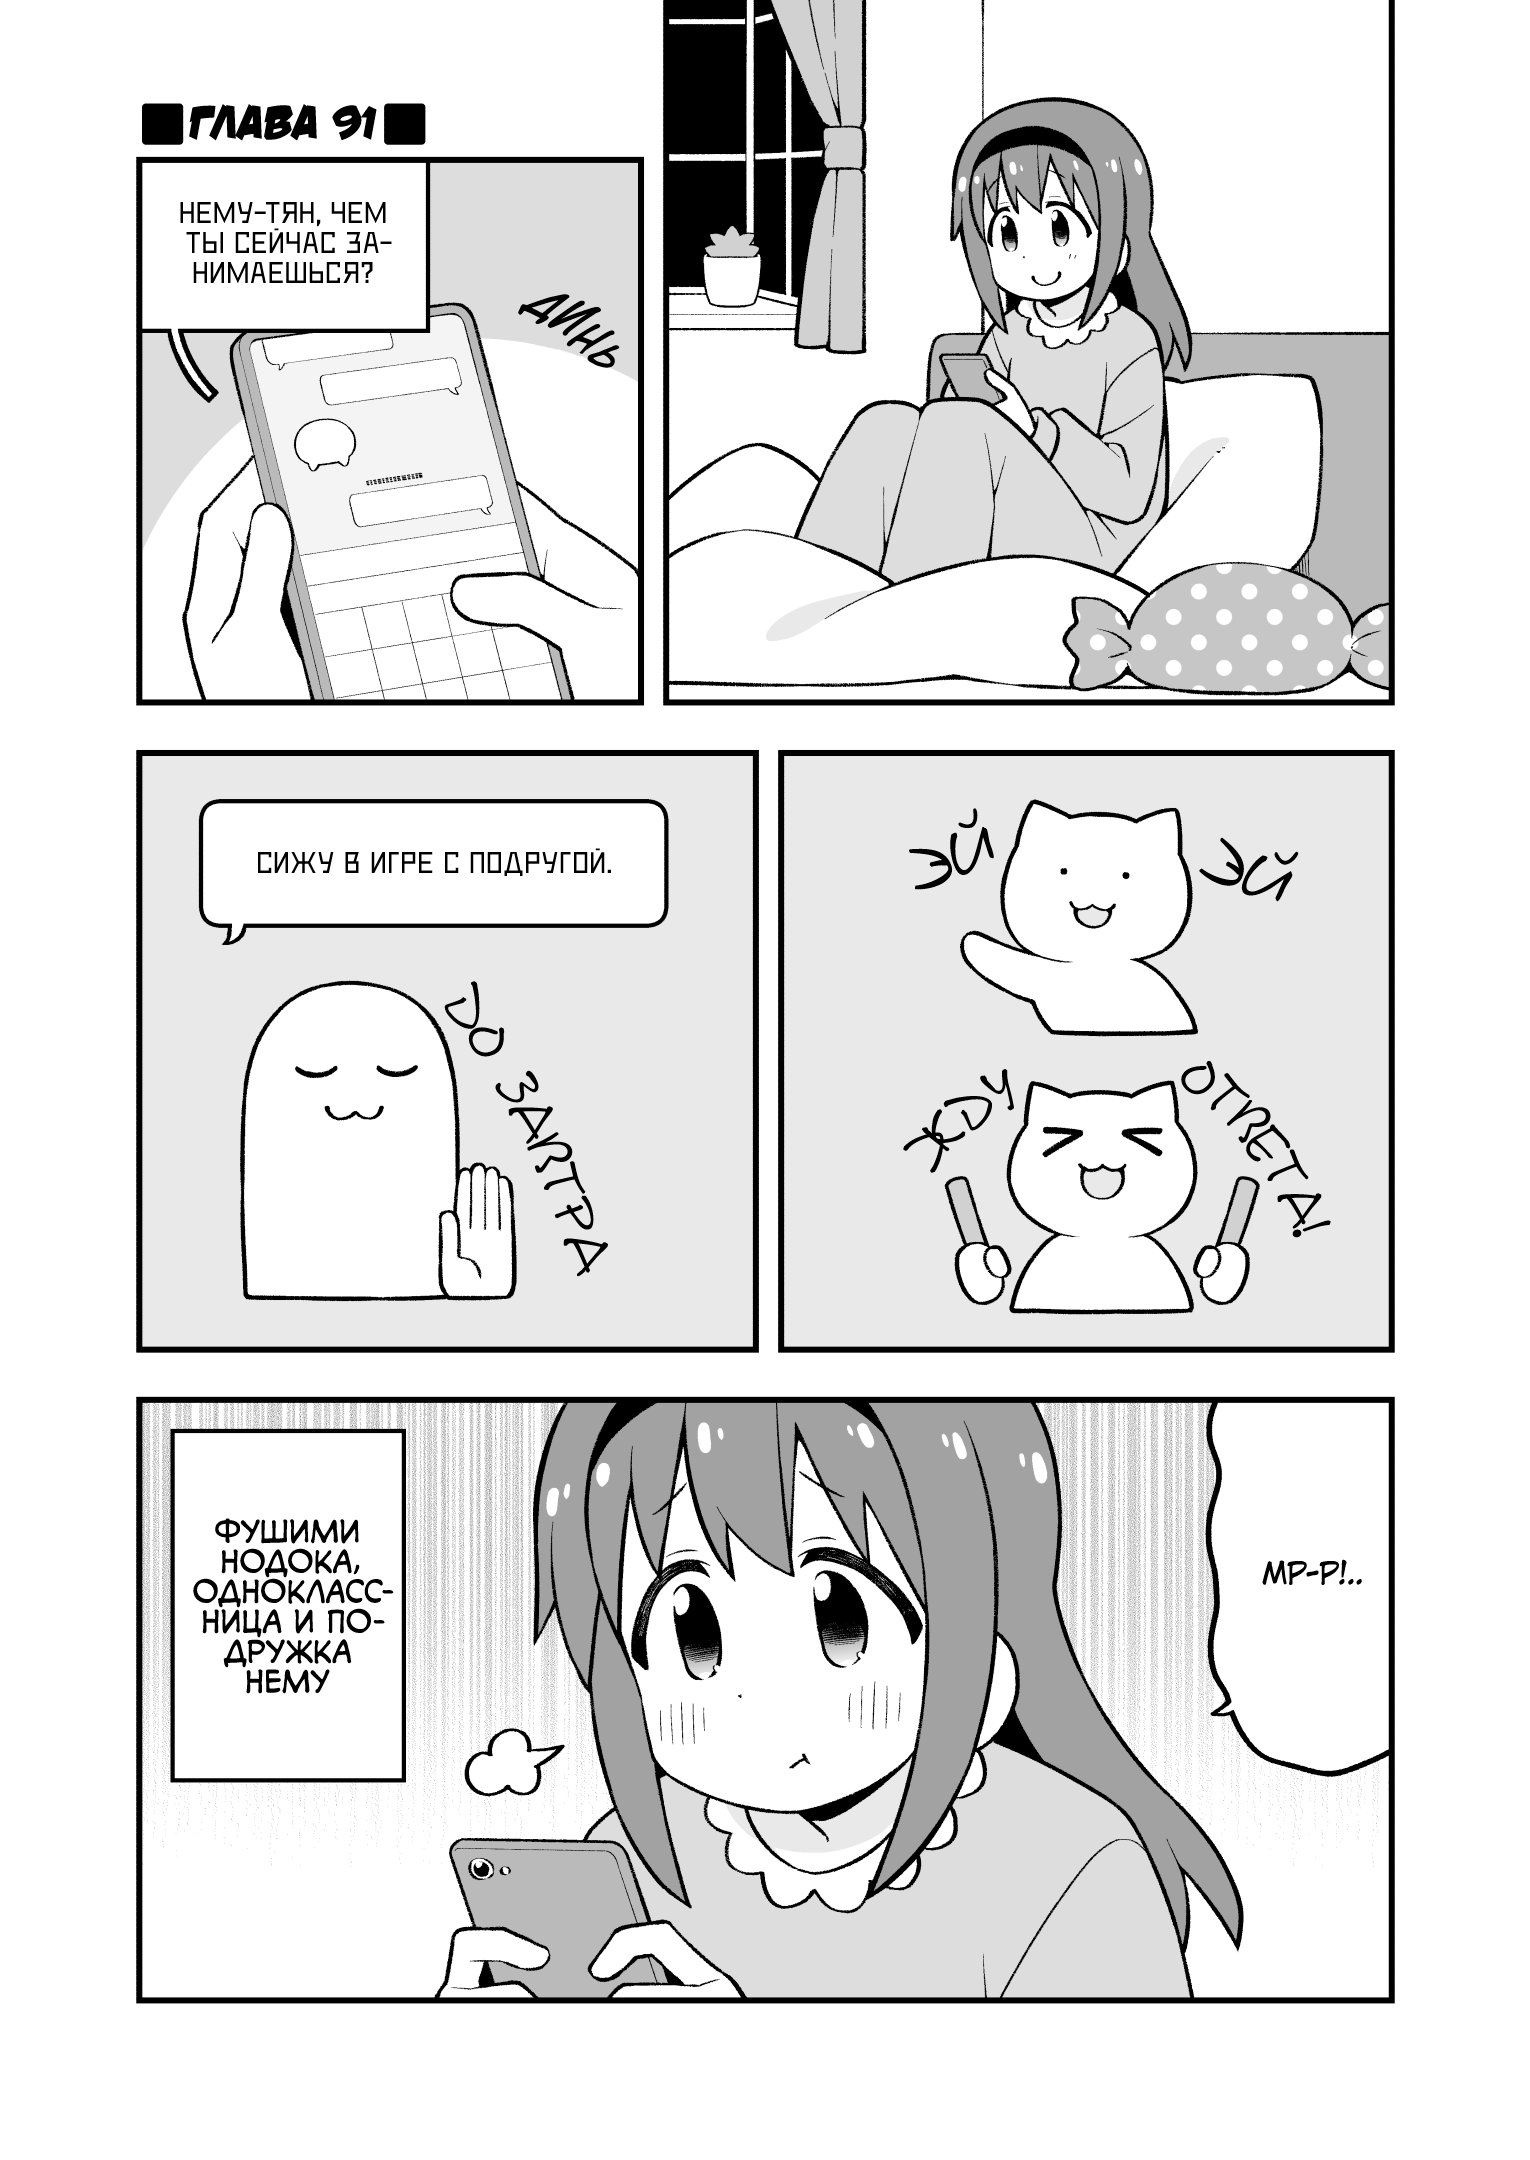 ГЛАВА 91
НЕМУ-ТЯН, ЧЕМ
ТЫ СЕЙЧАС ЗА-
НИМАЕШЬСЯ?
ДИНЬ
СИЖУ В ИГРЕ С ПОДРУГОЙ.
ДО ЗАВТРА
ЭЙ
ЭЙ
ЖДУ
ОТВЕТА!
ФУШИМИ
НОДОКА,
ОДНОКЛАСС-
НИЦА И ПО-
ДРУЖКА
НЕМУ
МР-Р!..